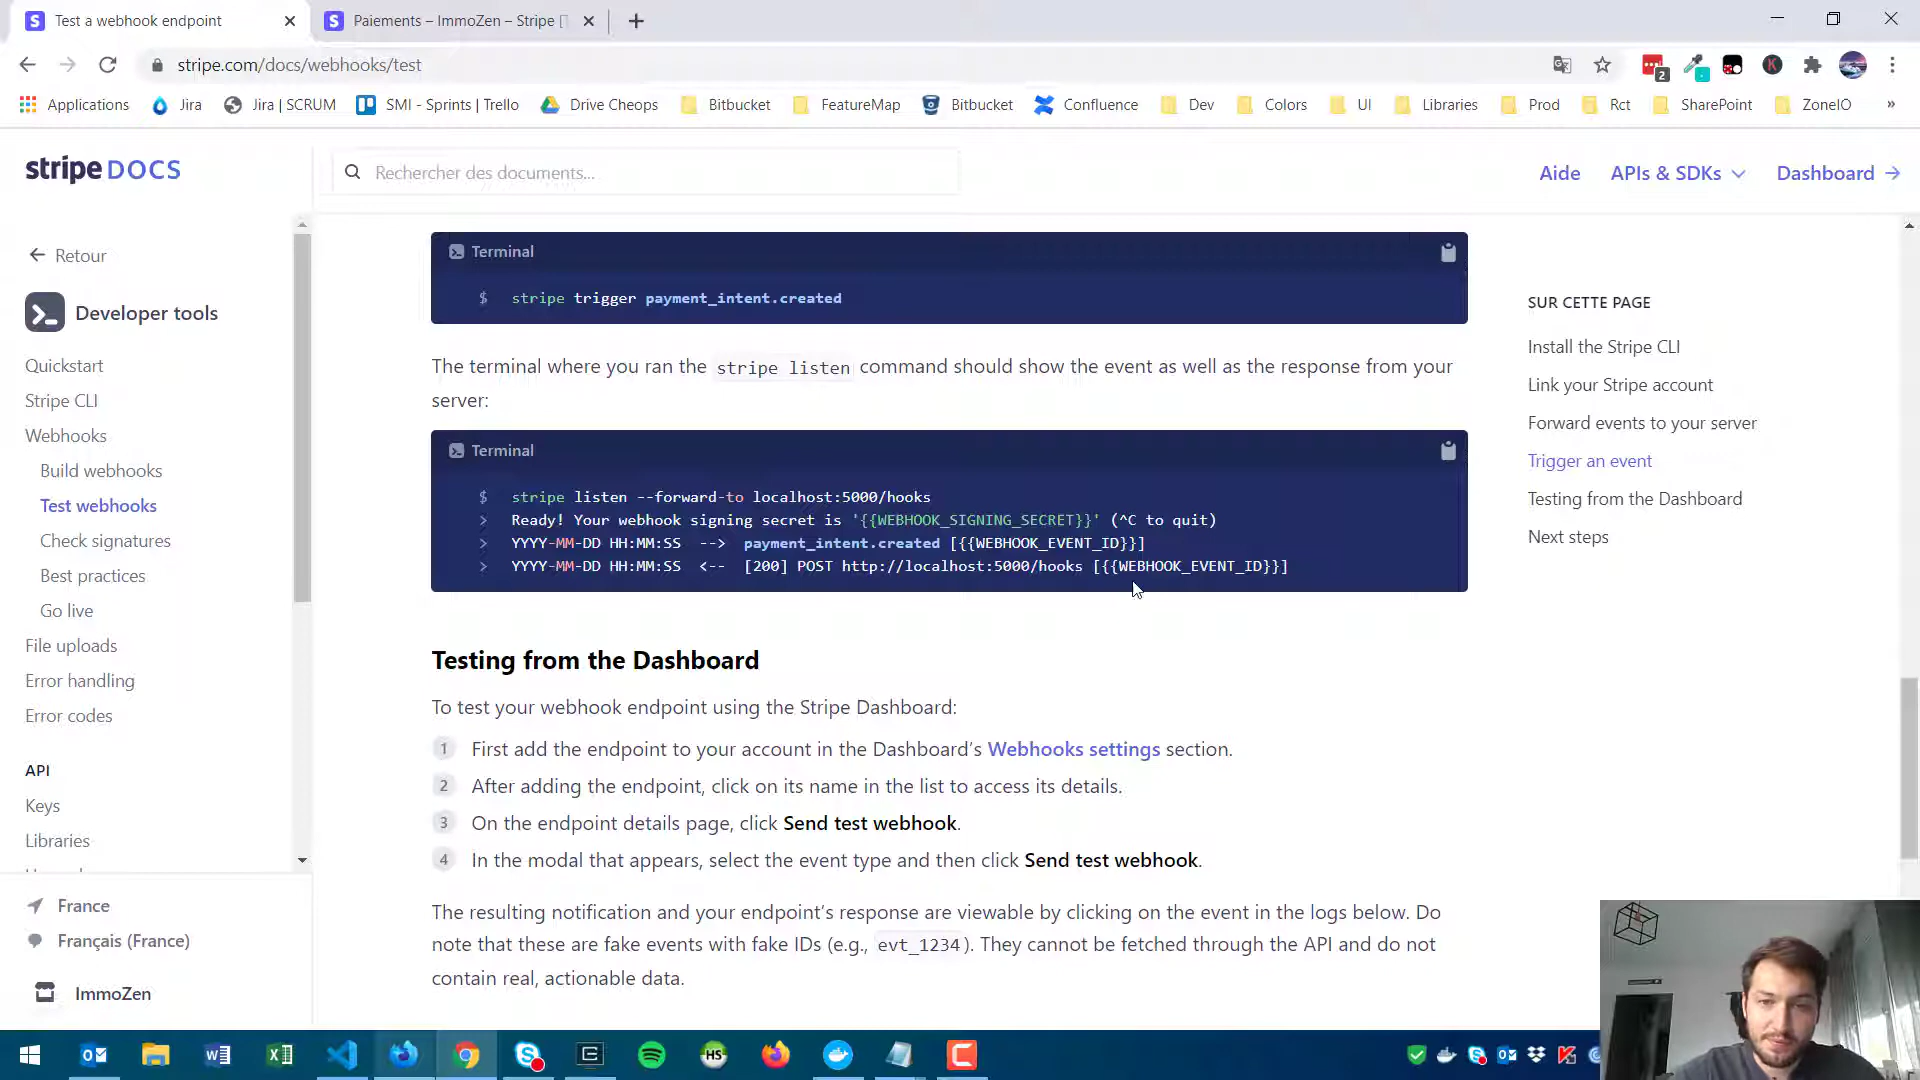 Test a webhook endpoint
Paiements – ImmoZen – Stripe [
stripe.com/docs/webhooks/test
2
K
Applications
Jira
Jira | SCRUM
SMI - Sprints | Trello
Drive Cheops
Bitbucket
FeatureMap
Bitbucket
Confluence
Dev
Colors
UI
Libraries
Prod
Rct
SharePoint
ZoneIO
»
stripe DOCS
Rechercher des documents...
Aide
APIs & SDKs
Dashboard
Retour
Developer tools
Quickstart
Stripe CLI
Webhooks
Build webhooks
Test webhooks
Check signatures
Best practices
Go live
File uploads
Error handling
Error codes
API
Keys
Libraries
France
Français (France)
ImmoZen
Terminal
$ stripe trigger payment_intent.created
The terminal where you ran the stripe listen command should show the event as well as the response from your
server:
Terminal
$ stripe listen --forward-to localhost:5000/hooks
> Ready! Your webhook signing secret is '{{WEBHOOK_SIGNING_SECRET}}' (^C to quit)
> YYYY-MM-DD HH:MM:SS --> payment_intent.created [{{WEBHOOK_EVENT_ID}}]
> YYYY-MM-DD HH:MM:SS <-- [200] POST http://localhost:5000/hooks [{{WEBHOOK_EVENT_ID}}]
Testing from the Dashboard
To test your webhook endpoint using the Stripe Dashboard:
1 First add the endpoint to your account in the Dashboard’s Webhooks settings section.
2 After adding the endpoint, click on its name in the list to access its details.
3 On the endpoint details page, click Send test webhook.
4 In the modal that appears, select the event type and then click Send test webhook.
The resulting notification and your endpoint’s response are viewable by clicking on the event in the logs below. Do
note that these are fake events with fake IDs (e.g., evt_1234). They cannot be fetched through the API and do not
contain real, actionable data.
SUR CETTE PAGE
Install the Stripe CLI
Link your Stripe account
Forward events to your server
Trigger an event
Testing from the Dashboard
Next steps